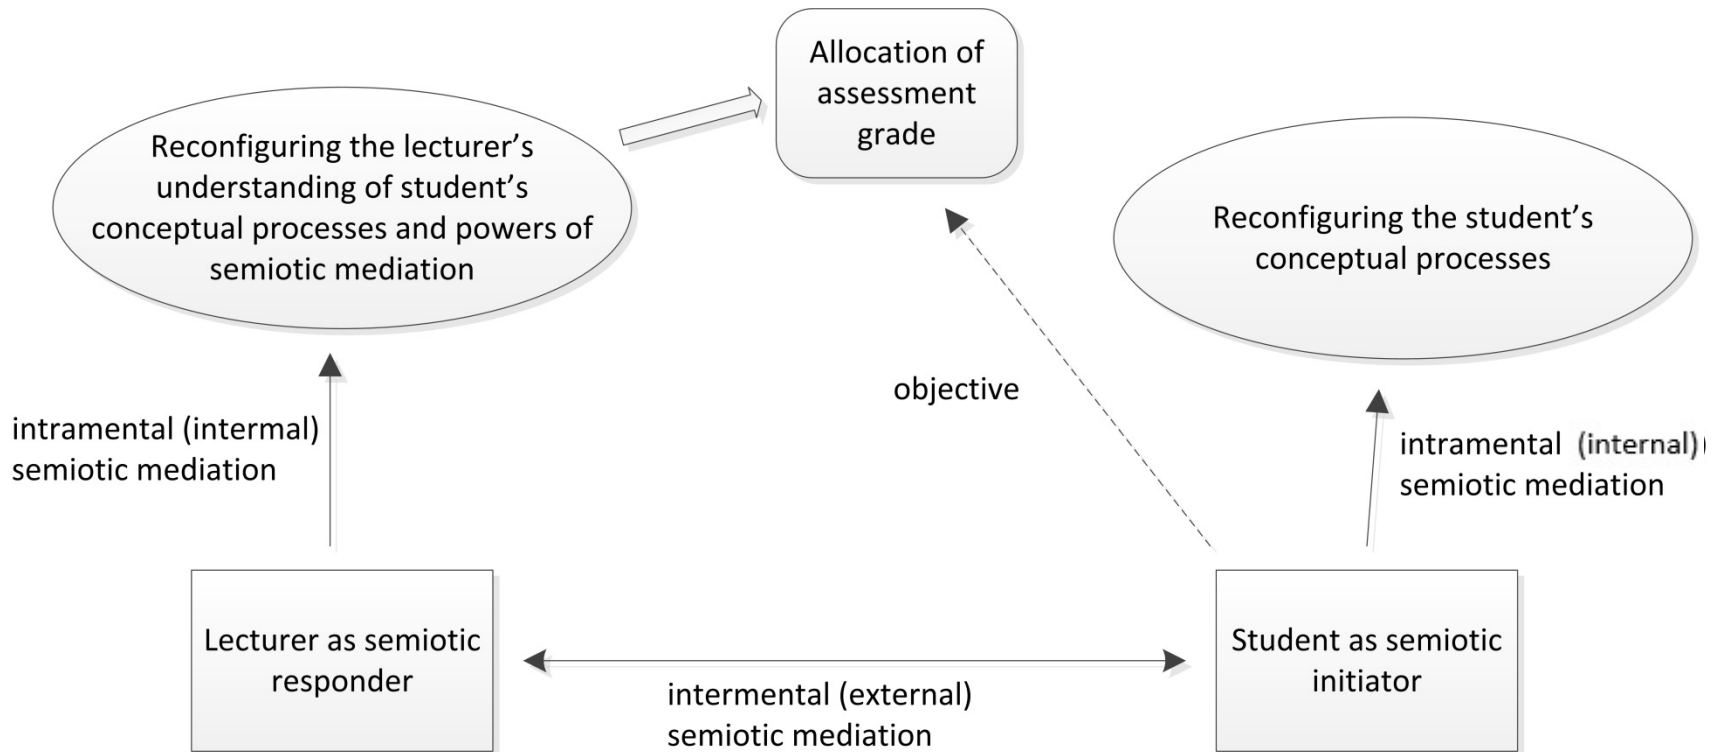 Allocation of
assessment
grade
Reconfiguring the lecturer’s
understanding of student’s
conceptual processes and powers of
semiotic mediation
Reconfiguring the student’s
conceptual processes
objective
intramental (intermal)
semiotic mediation
intramental (internal)
semiotic mediation
Lecturer as semiotic
responder
Student as semiotic
initiator
intermental (external)
semiotic mediation